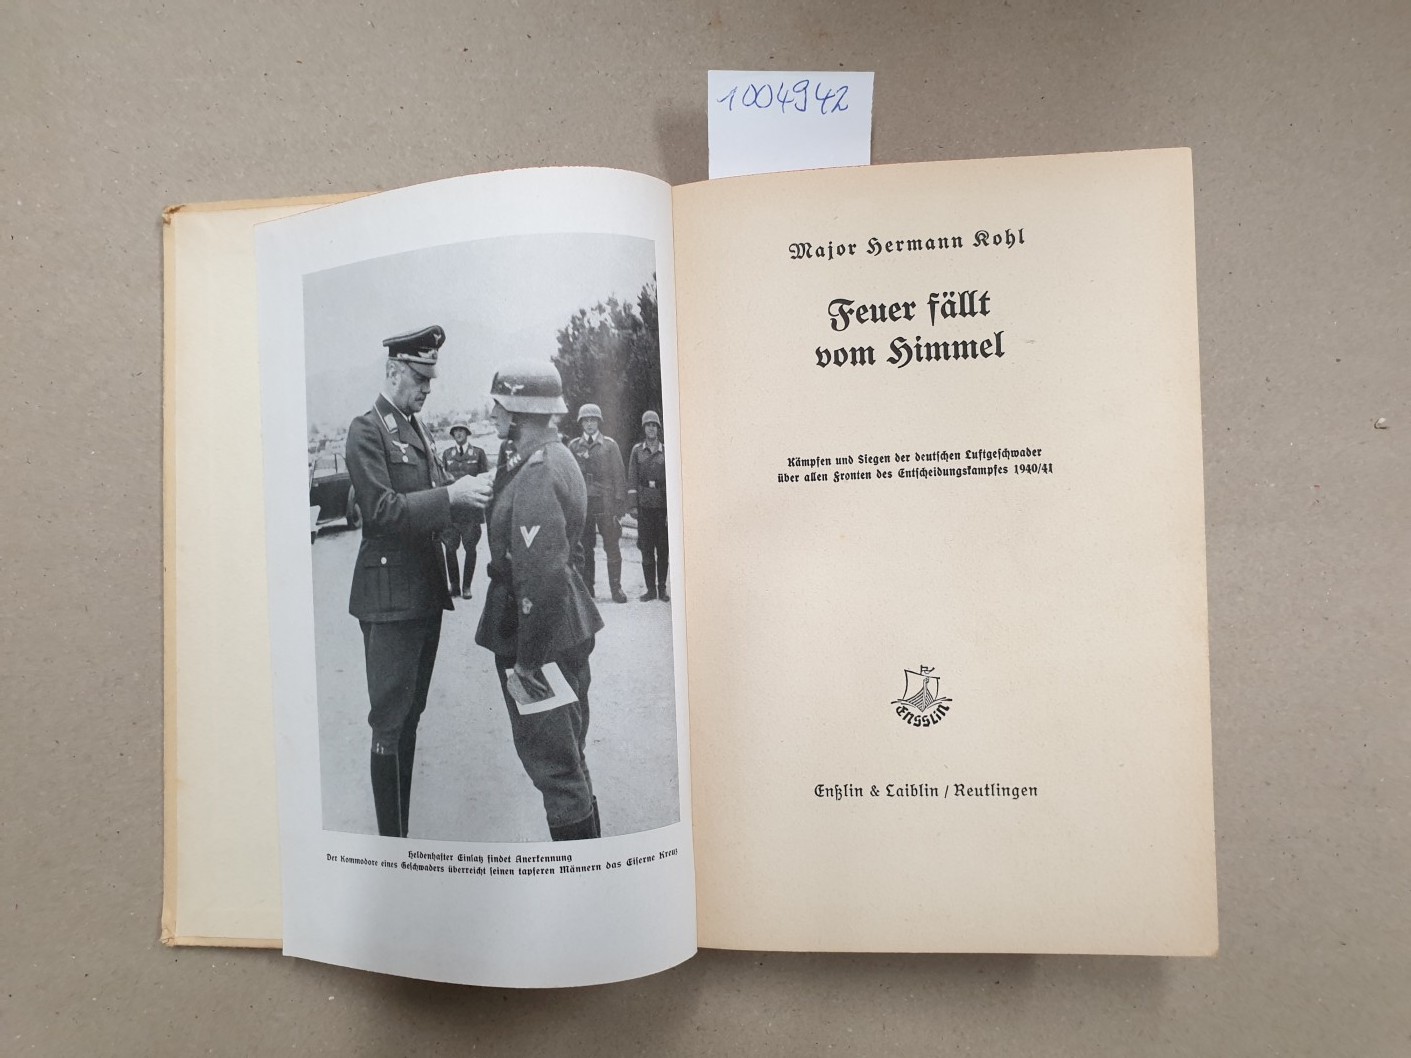 1004942
Major Hermann Kohl
Feuer fällt
vom Himmel
Kämpfen und Siegen der deutschen Luftgeschwader
über allen Fronten des Entscheidungskampfes 1940/41
ENSSLIN
Enßlin & Laiblin / Reutlingen
Heldenhafter Einsatz findet Anerkennung
Der Kommodore eines Geschwaders überreicht seinen tapferen Männern das Eiserne Kreuz